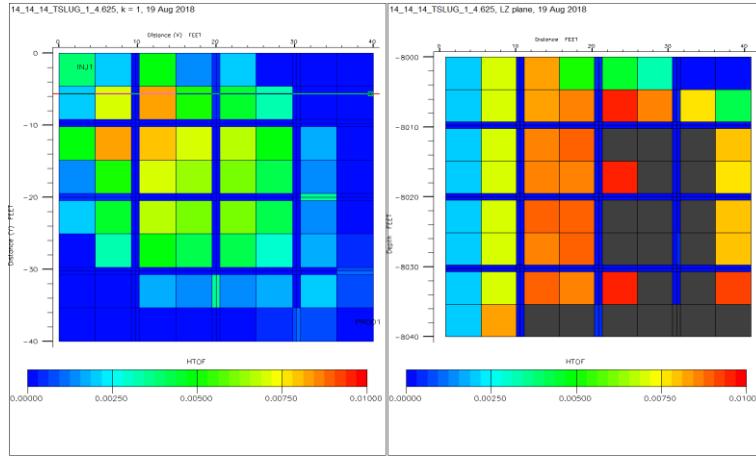 14_14_14_TSLUG_1_4.625, k = 1, 19 Aug 2018
Distance (X) FEET
0 10 20 30 40
INJ1
0
-10
-20
-30
-40
Distance (Y) FEET
PROD1
HTOF
0.00000 0.00250 0.00500 0.00750 0.01000
14_14_14_TSLUG_1_4.625, LZ plane, 19 Aug 2018
Distance FEET
0 10 20 30 40
-8000
-8010
-8020
-8030
-8040
Depth FEET
HTOF
0.00000 0.00250 0.00500 0.00750 0.0100